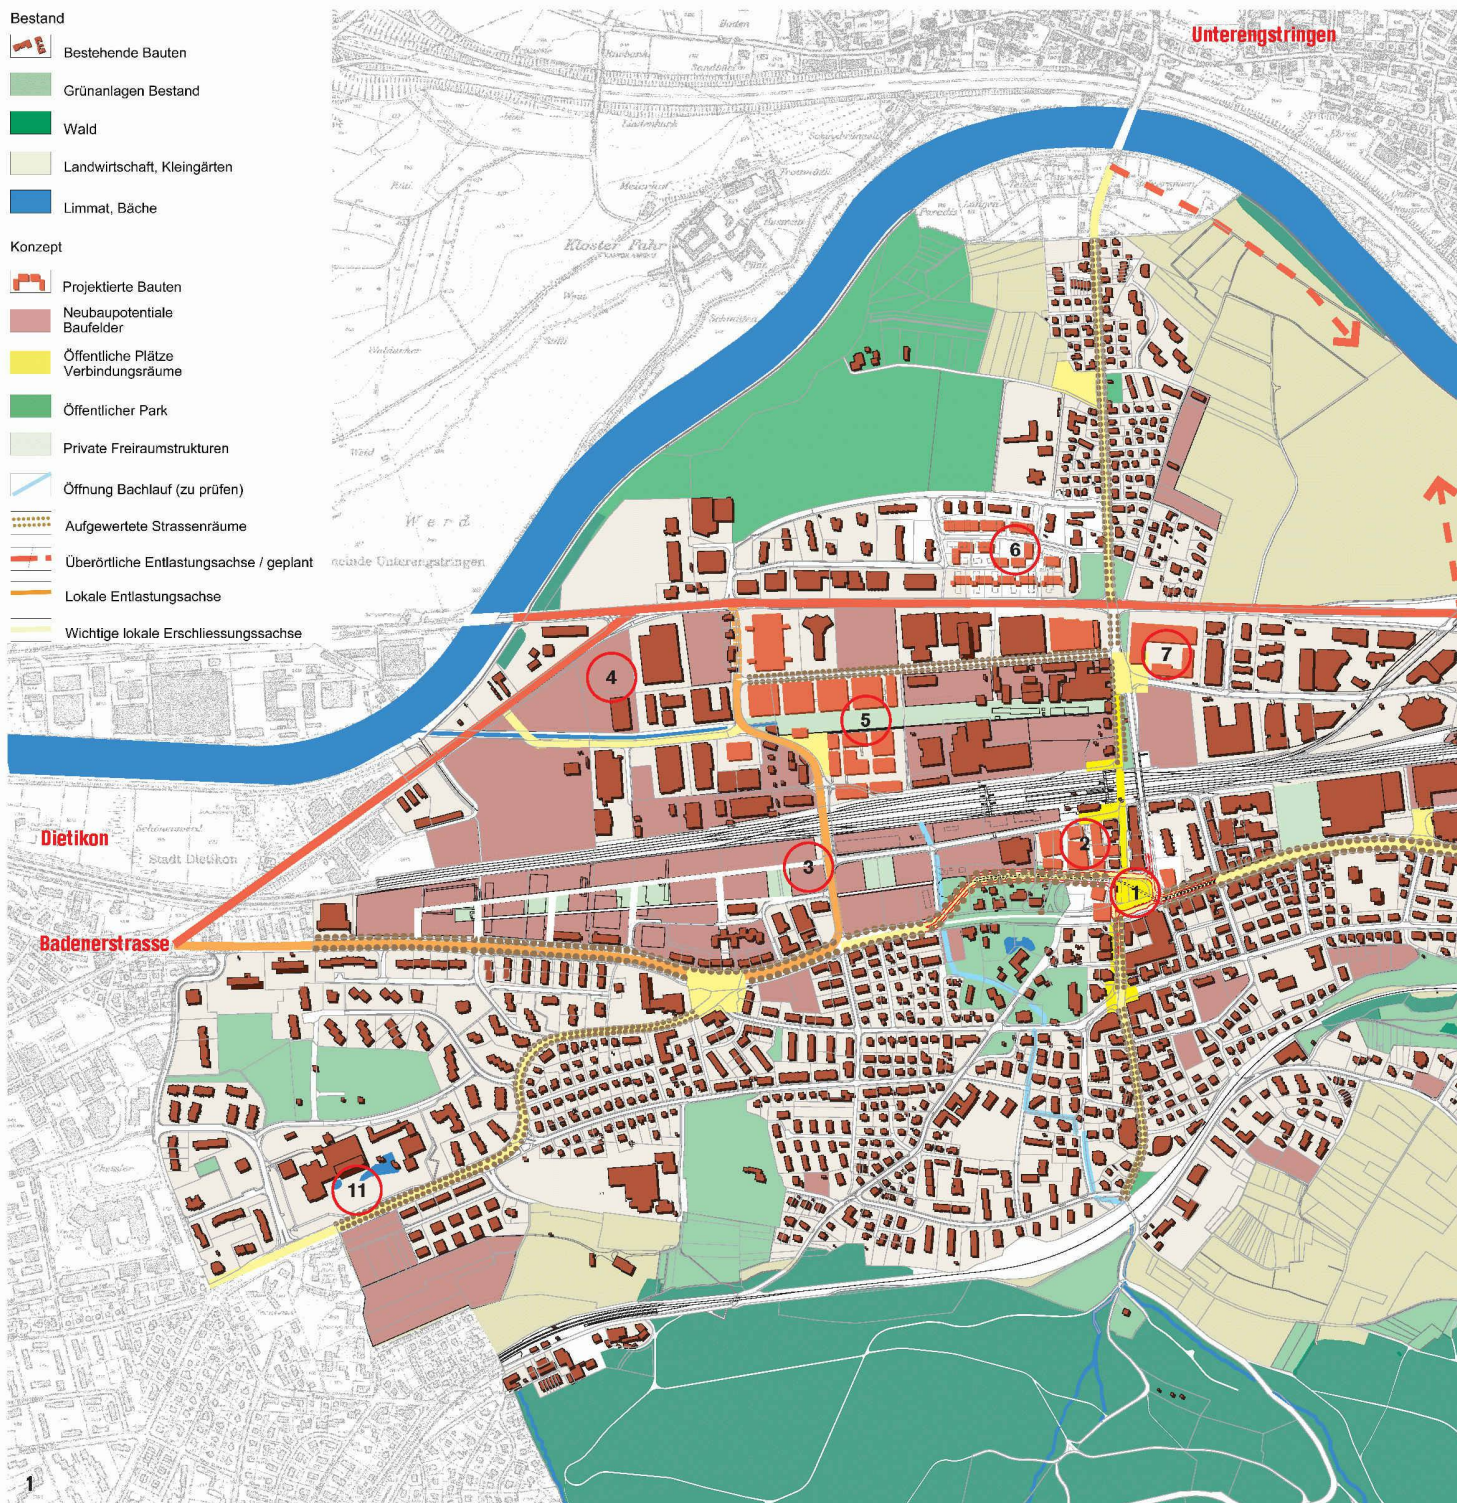 Bestand
Bestehende Bauten
Grünanlagen Bestand
Wald
Landwirtschaft, Kleingärten
Limmat, Bäche
Konzept
Projektierte Bauten
Neubaupotentiale
Baufelder
Öffentliche Plätze
Verbindungsräume
Öffentlicher Park
Private Freiraumstrukturen
Öffnung Bachlauf (zu prüfen)
Aufgewertete Strassenräume
Überörtliche Entlastungsachse / geplant
Lokale Entlastungsachse
Wichtige lokale Erschliessungssachse
Unterengstringen
Kloster Fahr
Werd
6
7
4
5
Dietikon
Stadt Dietikon
2
3
1
Badenerstrasse
11
1